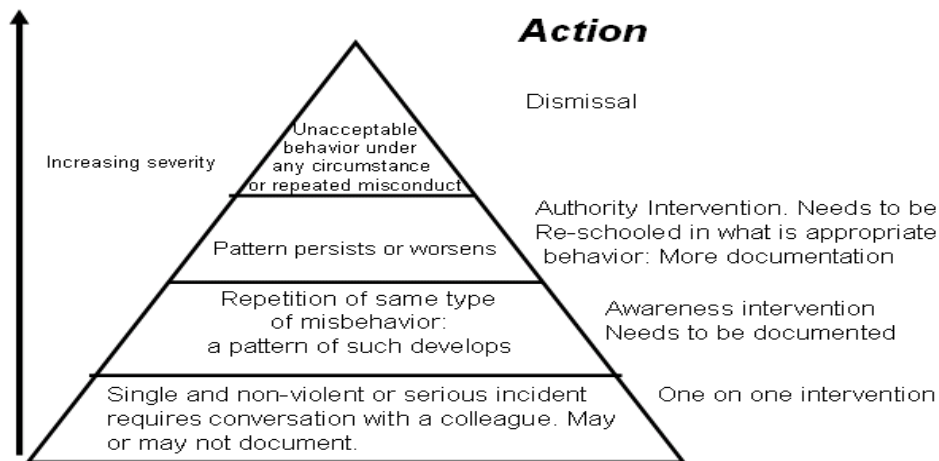 Action
Dismissal
Unacceptable
behavior under
any circumstance
or repeated misconduct
Increasing severity
Authority Intervention. Needs to be
Re-schooled in what is appropriate
behavior: More documentation
Pattern persists or worsens
Repetition of same type
of misbehavior:
a pattern of such develops
Awareness intervention
Needs to be documented
Single and non-violent or serious incident
requires conversation with a colleague. May
or may not document.
One on one intervention